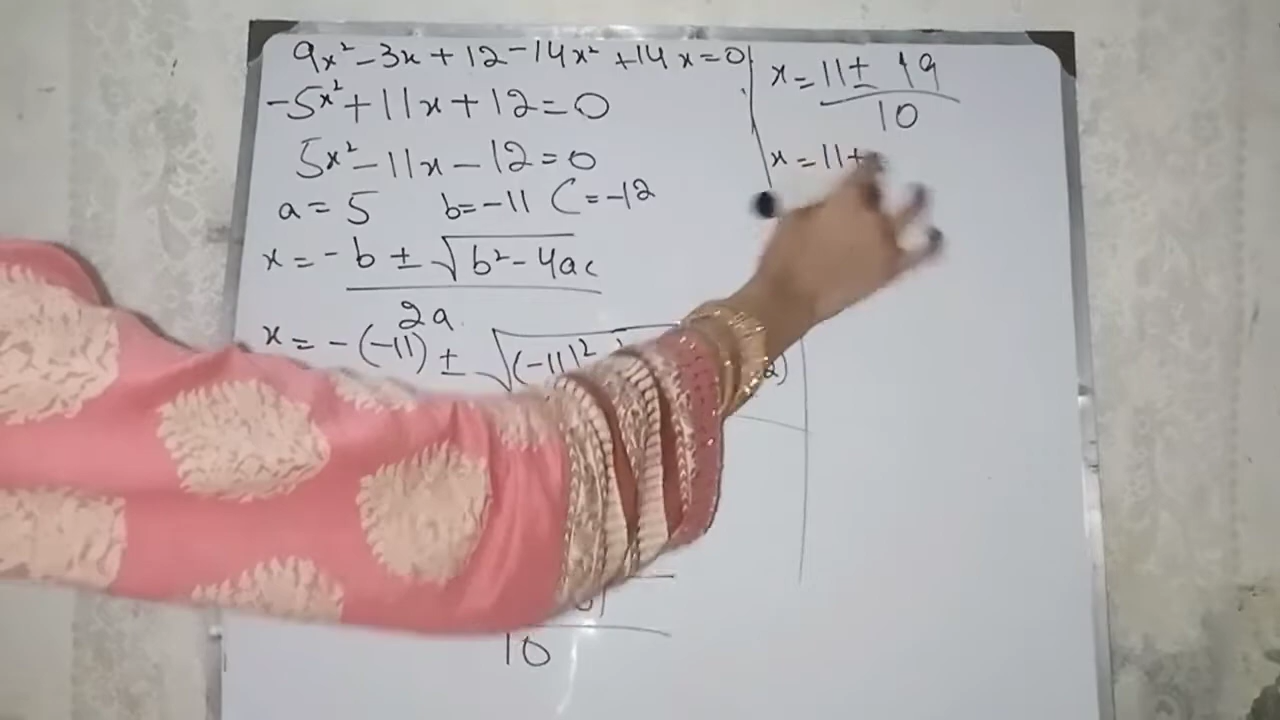 9x² - 3x + 12 - 14x² + 14x = 0
-5x² + 11x + 12 = 0
5x² - 11x - 12 = 0
a = 5 b = -11 C = -12
x = -b ± √b² - 4ac
2a
x = -(-11) ± √(-11)² 2)
10
x = 11 ± 19
10
x = 11 +